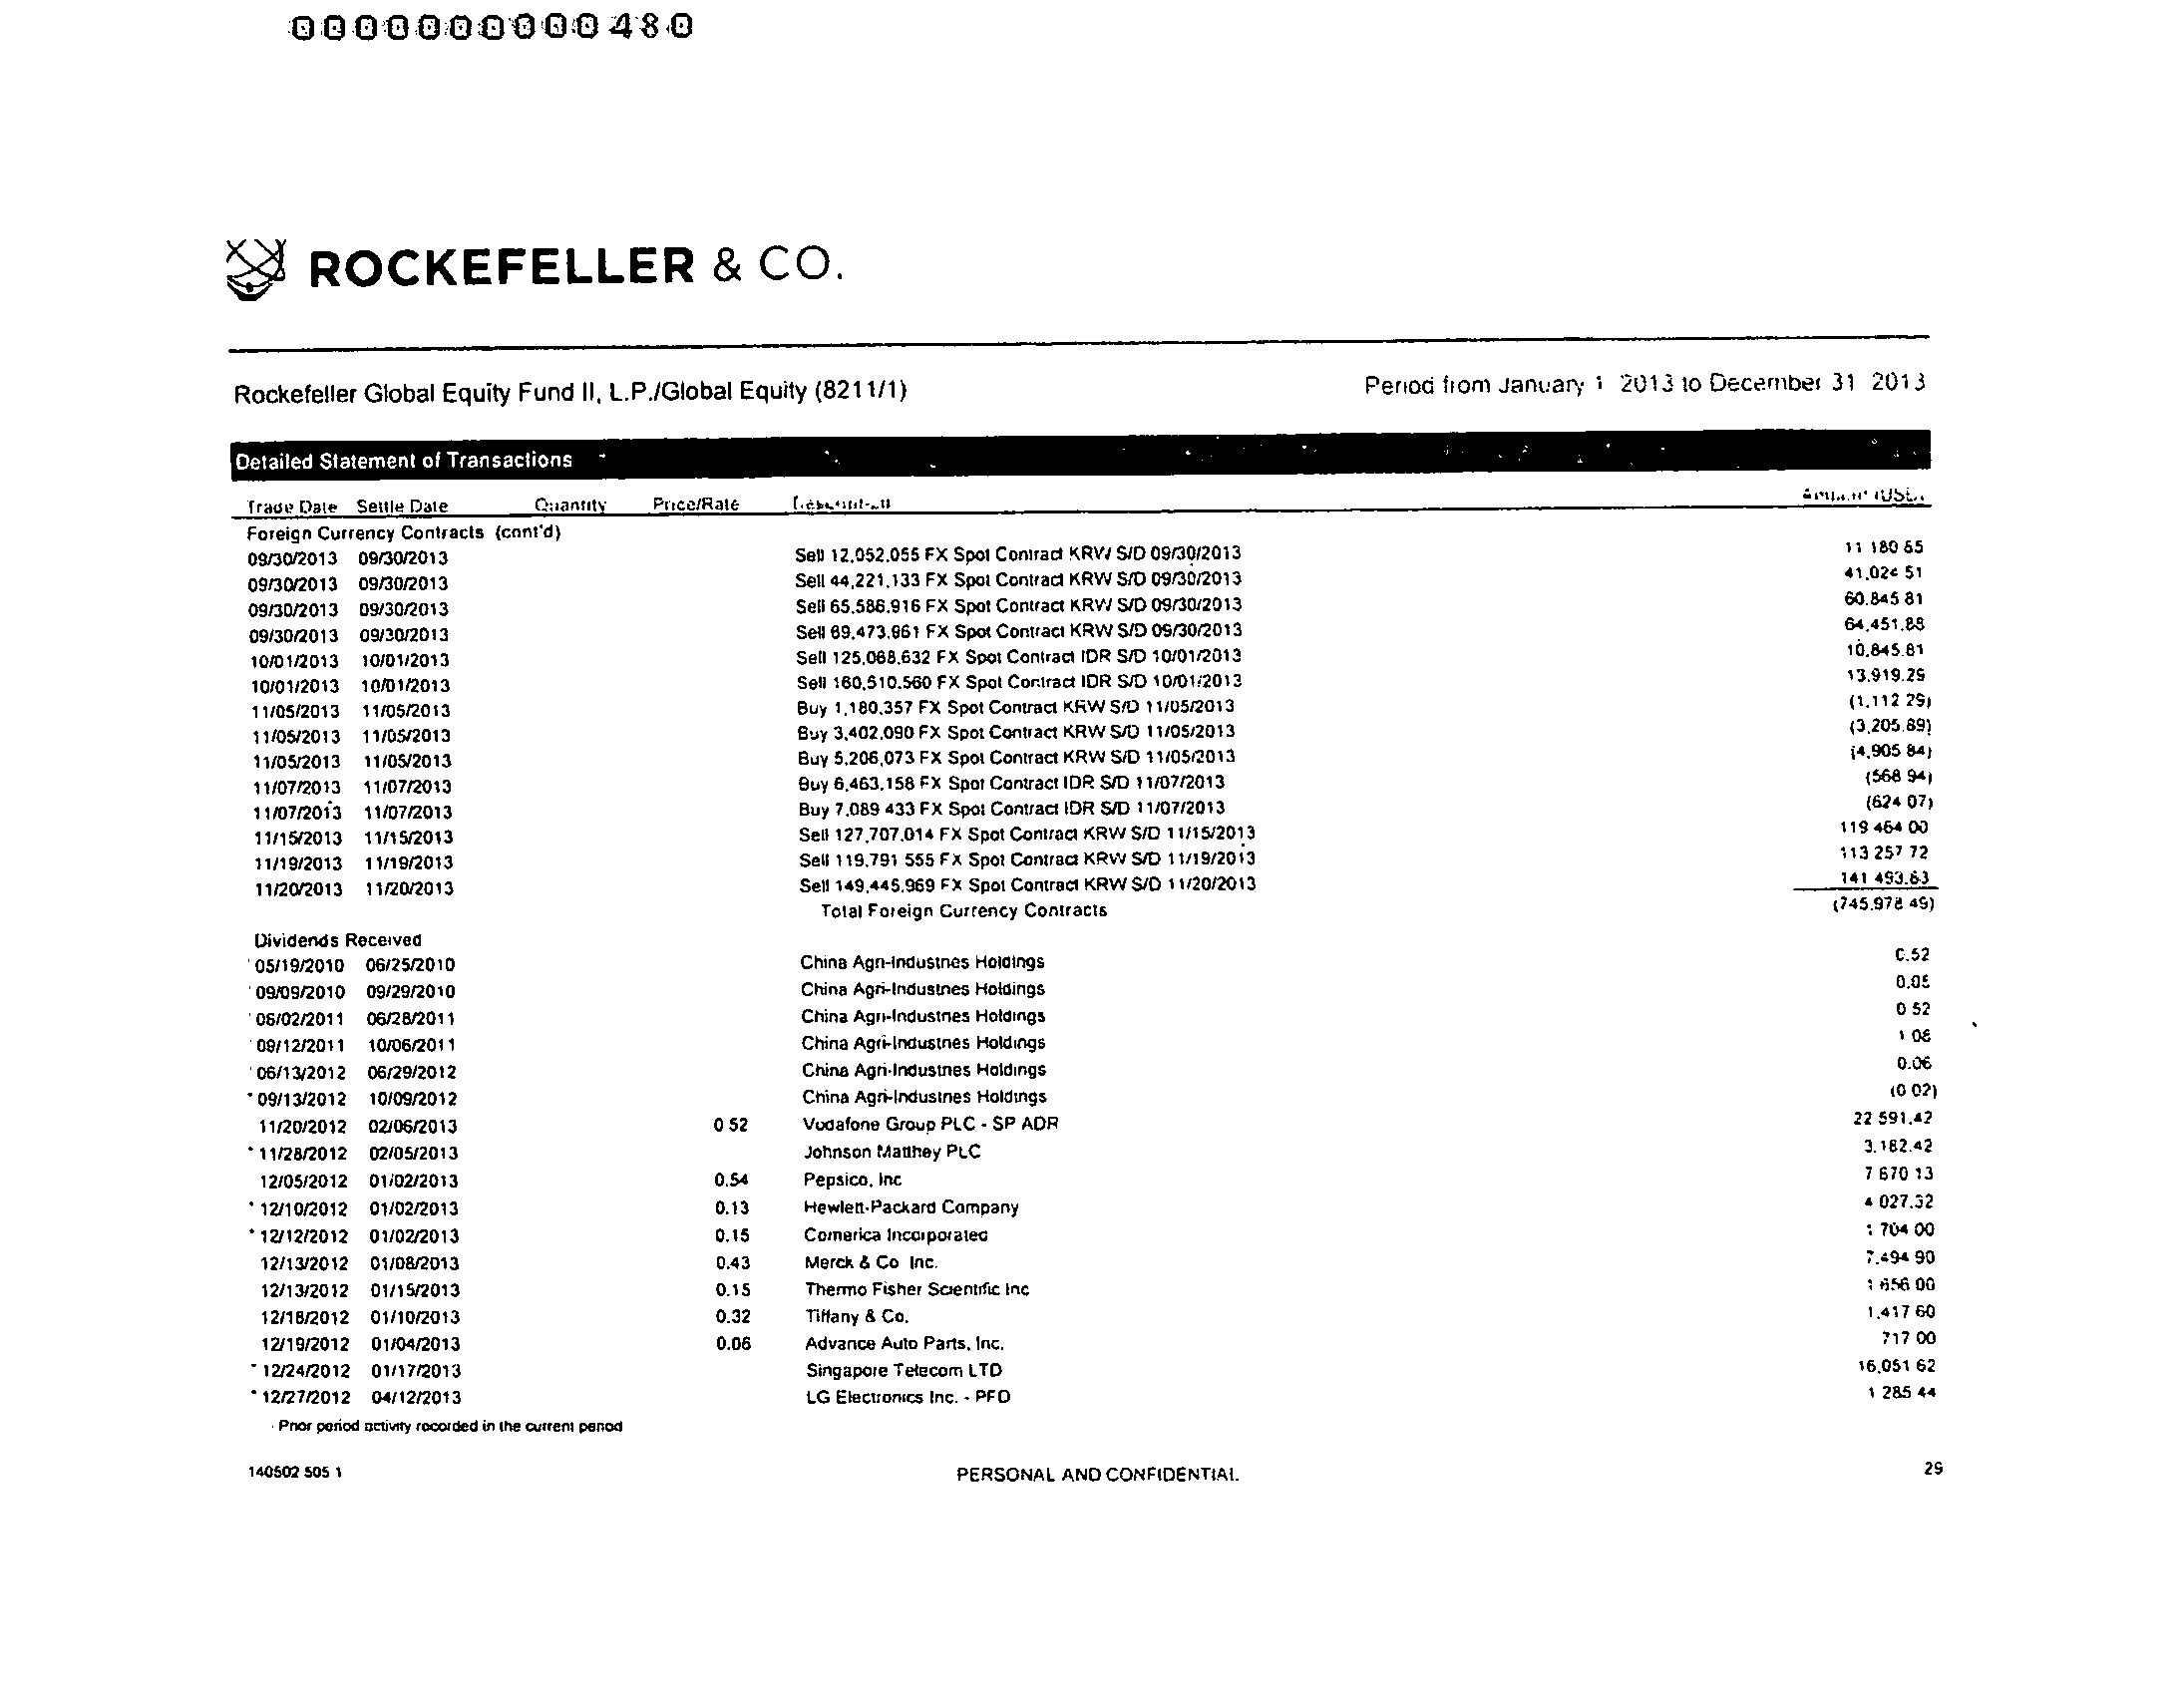 0000000000480
ROCKEFELLER & CO.
Rockefeller Global Equity Fund II, L.P./Global Equity (8211/1) Period from January 1 2013 to December 31 2013
Detailed Statement of Transactions
Trade Date Settle Date Quantity Price/Rate
Foreign Currency Contracts (cont'd)
09/30/2013 09/30/2013 Sell 12,052,055 FX Spot Contract KRW S/D 09/30/2013 11 180 65
09/30/2013 09/30/2013 Sell 44,221,133 FX Spot Contract KRW S/D 09/30/2013 41,024 51
09/30/2013 09/30/2013 Sell 65,586,916 FX Spot Contract KRW S/D 09/30/2013 60,845 81
09/30/2013 09/30/2013 Sell 69,473,961 FX Spot Contract KRW S/D 09/30/2013 64,451.88
10/01/2013 10/01/2013 Sell 125,068,632 FX Spot Contract IDR S/D 10/01/2013 10,845.81
10/01/2013 10/01/2013 Sell 160,510,560 FX Spot Contract IDR S/D 10/01/2013 13,919.29
11/05/2013 11/05/2013 Buy 1,180,357 FX Spot Contract KRW S/D 11/05/2013 (1,112 29)
11/05/2013 11/05/2013 Buy 3,402,090 FX Spot Contract KRW S/D 11/05/2013 (3,205.89)
11/05/2013 11/05/2013 Buy 5,206,073 FX Spot Contract KRW S/D 11/05/2013 (4,905 84)
11/07/2013 11/07/2013 Buy 6,463,158 FX Spot Contract IDR S/D 11/07/2013 (568 94)
11/07/2013 11/07/2013 Buy 7,089 433 FX Spot Contract IDR S/D 11/07/2013 (624 07)
11/15/2013 11/15/2013 Sell 127,707,014 FX Spot Contract KRW S/D 11/15/2013 119 464 00
11/19/2013 11/19/2013 Sell 119,791 555 FX Spot Contract KRW S/D 11/19/2013 113 257 72
11/20/2013 11/20/2013 Sell 149,445,969 FX Spot Contract KRW S/D 11/20/2013 141 493.63
Total Foreign Currency Contracts (745,978 49)
Dividends Received
' 05/19/2010 06/25/2010 China Agri-Industries Holdings 0.52
' 09/09/2010 09/29/2010 China Agri-Industries Holdings 0.05
' 06/02/2011 06/28/2011 China Agri-Industries Holdings 0 52
' 09/12/2011 10/06/2011 China Agri-Industries Holdings 1 08
' 06/13/2012 06/29/2012 China Agri-Industries Holdings 0.06
* 09/13/2012 10/09/2012 China Agri-Industries Holdings (0 02)
11/20/2012 02/06/2013 0 52 Vodafone Group PLC - SP ADR 22 591.42
* 11/28/2012 02/05/2013 Johnson Matthey PLC 3,182.42
12/05/2012 01/02/2013 0.54 Pepsico, Inc 7 670 13
* 12/10/2012 01/02/2013 0.13 Hewlett-Packard Company 4 027.32
* 12/12/2012 01/02/2013 0.15 Comerica Incorporated 1 704 00
12/13/2012 01/08/2013 0.43 Merck & Co Inc. 7,494 90
12/13/2012 01/15/2013 0.15 Thermo Fisher Scientific Inc 1 656 00
12/18/2012 01/10/2013 0.32 Tiffany & Co. 1,417 60
12/19/2012 01/04/2013 0.06 Advance Auto Parts, Inc. 717 00
* 12/24/2012 01/17/2013 Singapore Telecom LTD 16,051 62
* 12/27/2012 04/12/2013 LG Electronics Inc. - PFD 1 285 44
· Prior period activity recorded in the current period
140502 505 1 PERSONAL AND CONFIDENTIAL 29